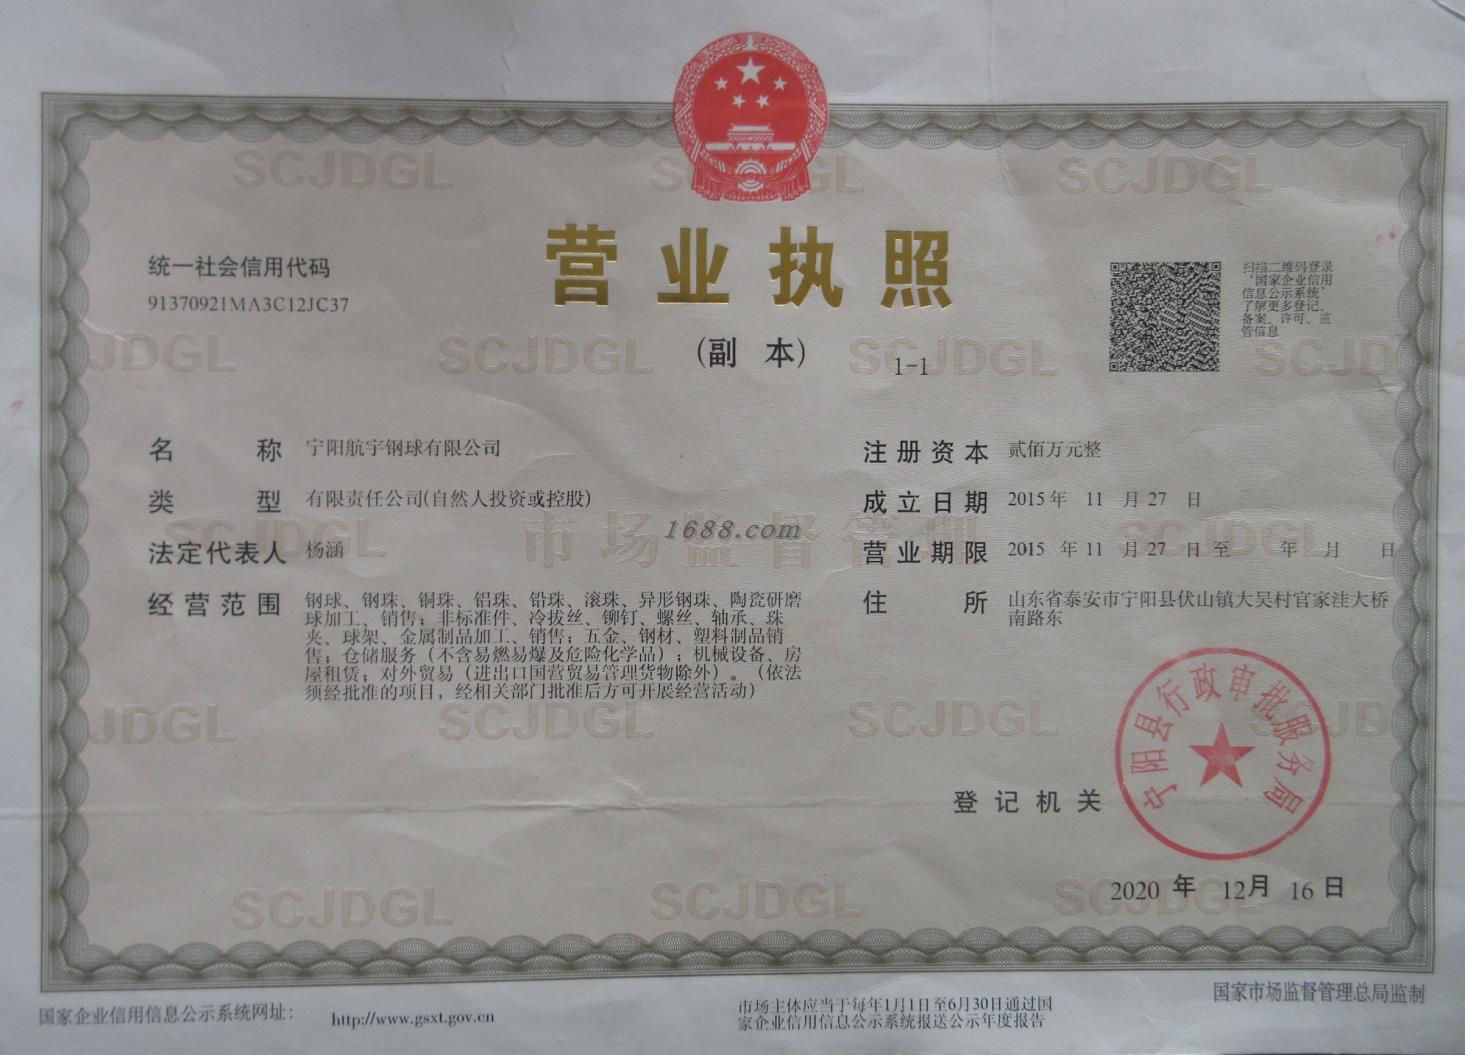 营业执照
(副 本)
1-1
统一社会信用代码
91370921MA3C12JC37
扫描二维码登录
“国家企业信用
信息公示系统”
了解更多登记、
备案、许可、监
管信息
名 称 宁阳航宇钢球有限公司
类 型 有限责任公司(自然人投资或控股)
法定代表人 杨涵
经营范围 钢球、钢珠、铜珠、铝珠、铅珠、滚珠、异形钢珠、陶瓷研磨
球加工、销售；非标准件、冷拔丝、铆钉、螺丝、轴承、珠
夹、球架、金属制品加工、销售；五金、钢材、塑料制品销
售；仓储服务（不含易燃易爆及危险化学品）；机械设备、房
屋租赁；对外贸易（进出口国营贸易管理货物除外）。（依法
须经批准的项目，经相关部门批准后方可开展经营活动）
注册资本 贰佰万元整
成立日期 2015 年 11 月 27 日
营业期限 2015 年 11 月 27 日 至 年 月 日
住 所 山东省泰安市宁阳县伏山镇大吴村官家洼大桥
南路东
1688.com
市场监督管理
SCJDGL
登记机关
宁阳县行政审批服务局
2020 年 12 月 16 日
国家企业信用信息公示系统网址： http://www.gsxt.gov.cn
市场主体应当于每年1月1日至6月30日通过国
家企业信用信息公示系统报送公示年度报告
国家市场监督管理总局监制